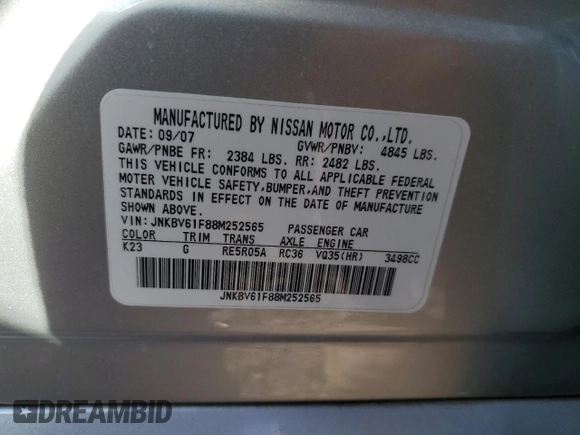 MANUFACTURED BY NISSAN MOTOR CO.,LTD.
DATE: 09/07 GVWR/PNBV: 4845 LBS.
GAWR/PNBE FR: 2384 LBS. RR: 2482 LBS.
THIS VEHICLE CONFORMS TO ALL APPLICABLE FEDERAL
MOTOR VEHICLE SAFETY,BUMPER,AND THEFT PREVENTION
STANDARDS IN EFFECT ON THE DATE OF MANUFACTURE
SHOWN ABOVE.
VIN: JNKBV61F88M252565 PASSENGER CAR
COLOR TRIM TRANS AXLE ENGINE
K23 G RE5R05A RC36 VQ35(HR) 3498CC
JNKBV61F88M252565
DREAMBID